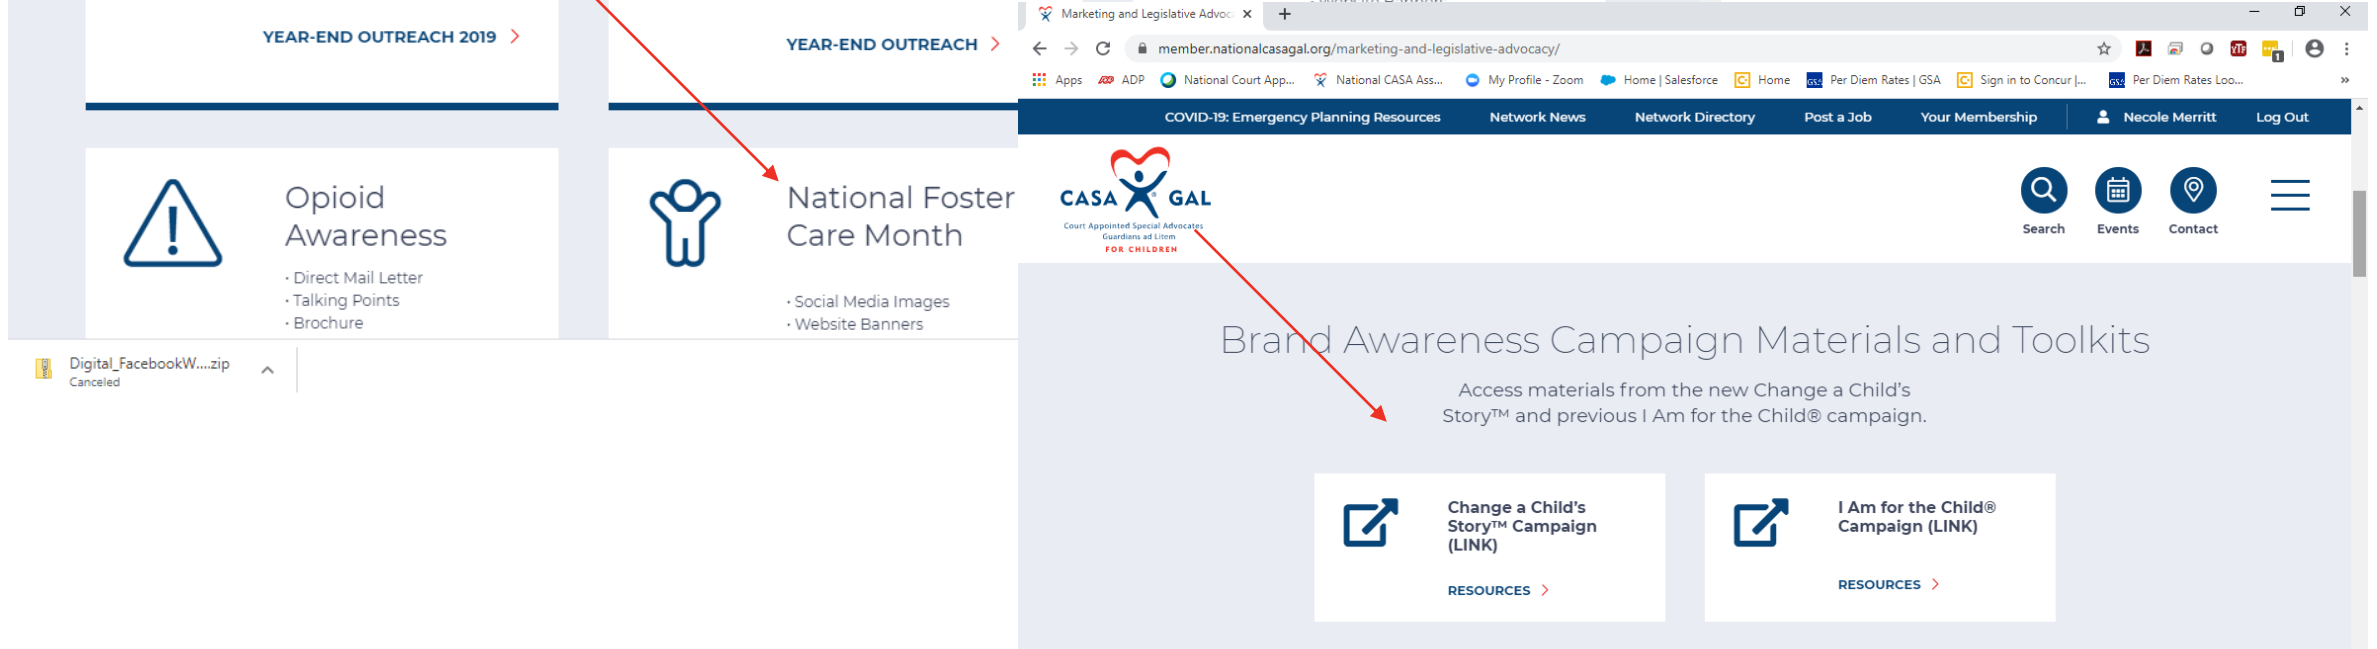 YEAR-END OUTREACH 2019
YEAR-END OUTREACH
Opioid
Awareness
· Direct Mail Letter
· Talking Points
· Brochure
National Foster
Care Month
· Social Media Images
· Website Banners
Digital_FacebookW....zip
Canceled
Marketing and Legislative Advoc
member.nationalcasagal.org/marketing-and-legislative-advocacy/
Apps ADP National Court App... National CASA Ass... My Profile - Zoom Home | Salesforce Home Per Diem Rates | GSA Sign in to Concur |... Per Diem Rates Loo... »
COVID-19: Emergency Planning Resources Network News Network Directory Post a Job Your Membership Necole Merritt Log Out
CASA GAL
Court Appointed Special Advocates
Guardians ad Litem
FOR CHILDREN
Search Events Contact
Brand Awareness Campaign Materials and Toolkits
Access materials from the new Change a Child's
Story™ and previous I Am for the Child® campaign.
Change a Child's
Story™ Campaign
(LINK)
RESOURCES
I Am for the Child®
Campaign (LINK)
RESOURCES